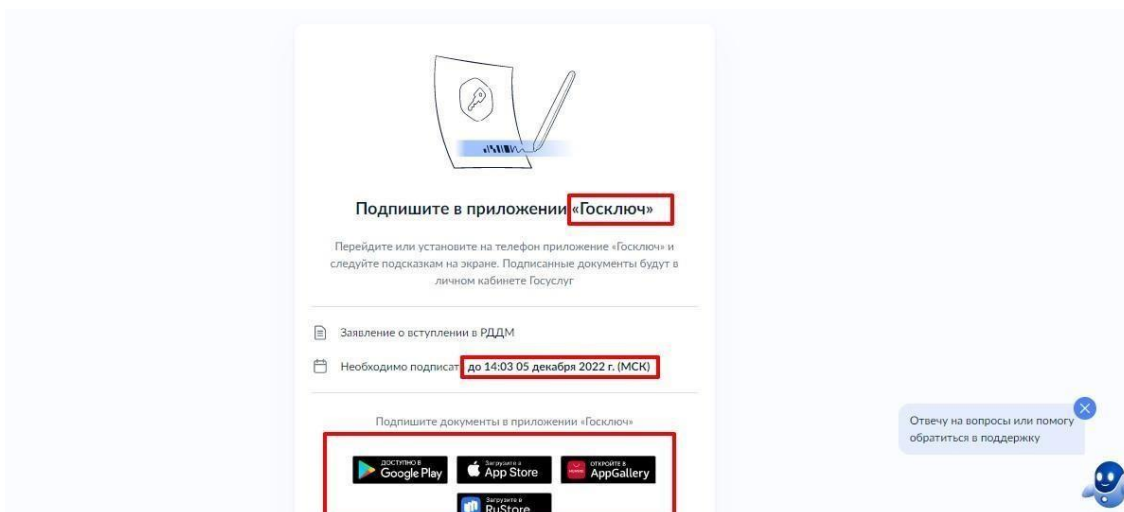 Подпишите в приложении «Госключ»
Перейдите или установите на телефон приложение «Госключ» и
следуйте подсказкам на экране. Подписанные документы будут в
личном кабинете Госуслуг
Заявление о вступлении в РДДМ
Необходимо подписат до 14:03 05 декабря 2022 г. (МСК)
Подпишите документы в приложении «Госключ»
ДОСТУПНО В
Google Play
Загрузите в
App Store
ОТКРОЙТЕ В
AppGallery
Загрузите в
RuStore
Отвечу на вопросы или помогу
обратиться в поддержку